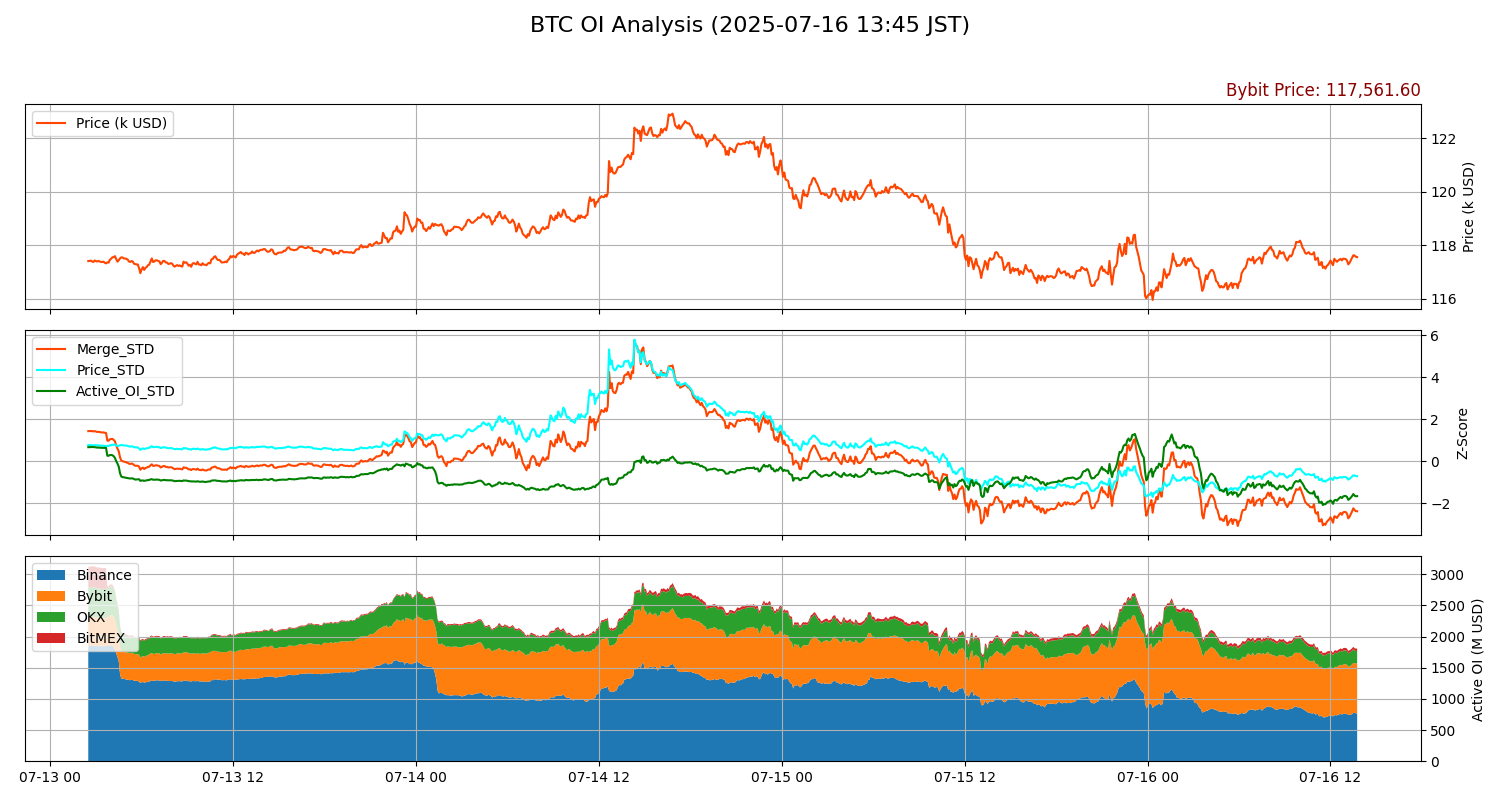 BTC OI Analysis (2025-07-16 13:45 JST)
Bybit Price: 117,561.60
Price (k USD)
122
120
118
116
Price (k USD)
Merge_STD
Price_STD
Active_OI_STD
6
4
2
0
−2
Z-Score
Binance
Bybit
OKX
BitMEX
3000
2500
2000
1500
1000
500
0
Active OI (M USD)
07-13 00
07-13 12
07-14 00
07-14 12
07-15 00
07-15 12
07-16 00
07-16 12